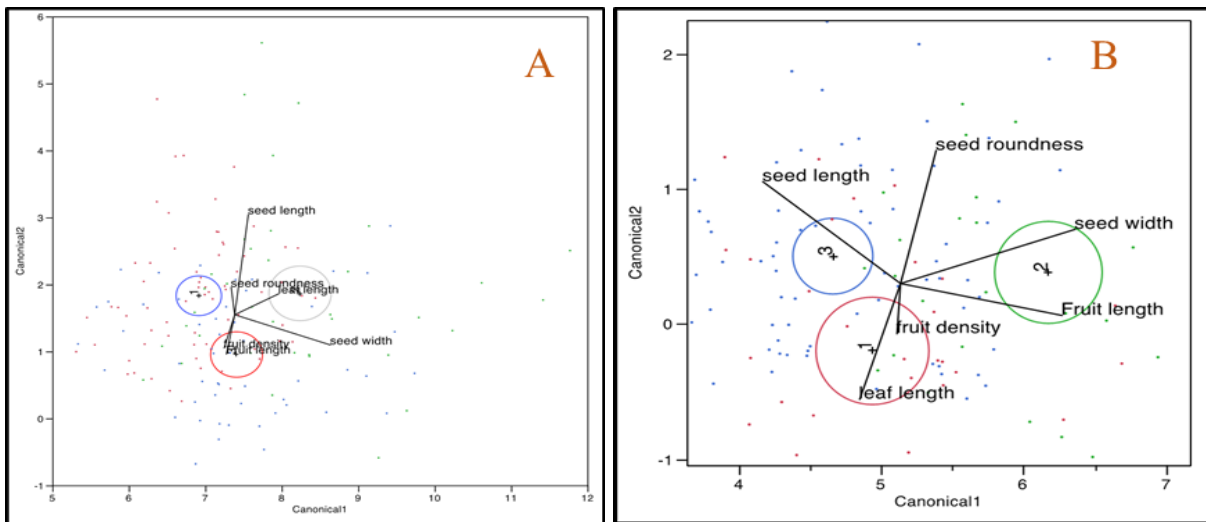 A
6
5
4
3
2
1
0
-1
Canonical2
seed length
seed roundness
leaf length
seed width
fruit density
Fruit length
1
5
6
7
8
9
10
11
12
Canonical1
B
2
1
0
-1
Canonical2
seed roundness
seed length
seed width
3
2
Fruit length
fruit density
1
leaf length
4
5
6
7
Canonical1